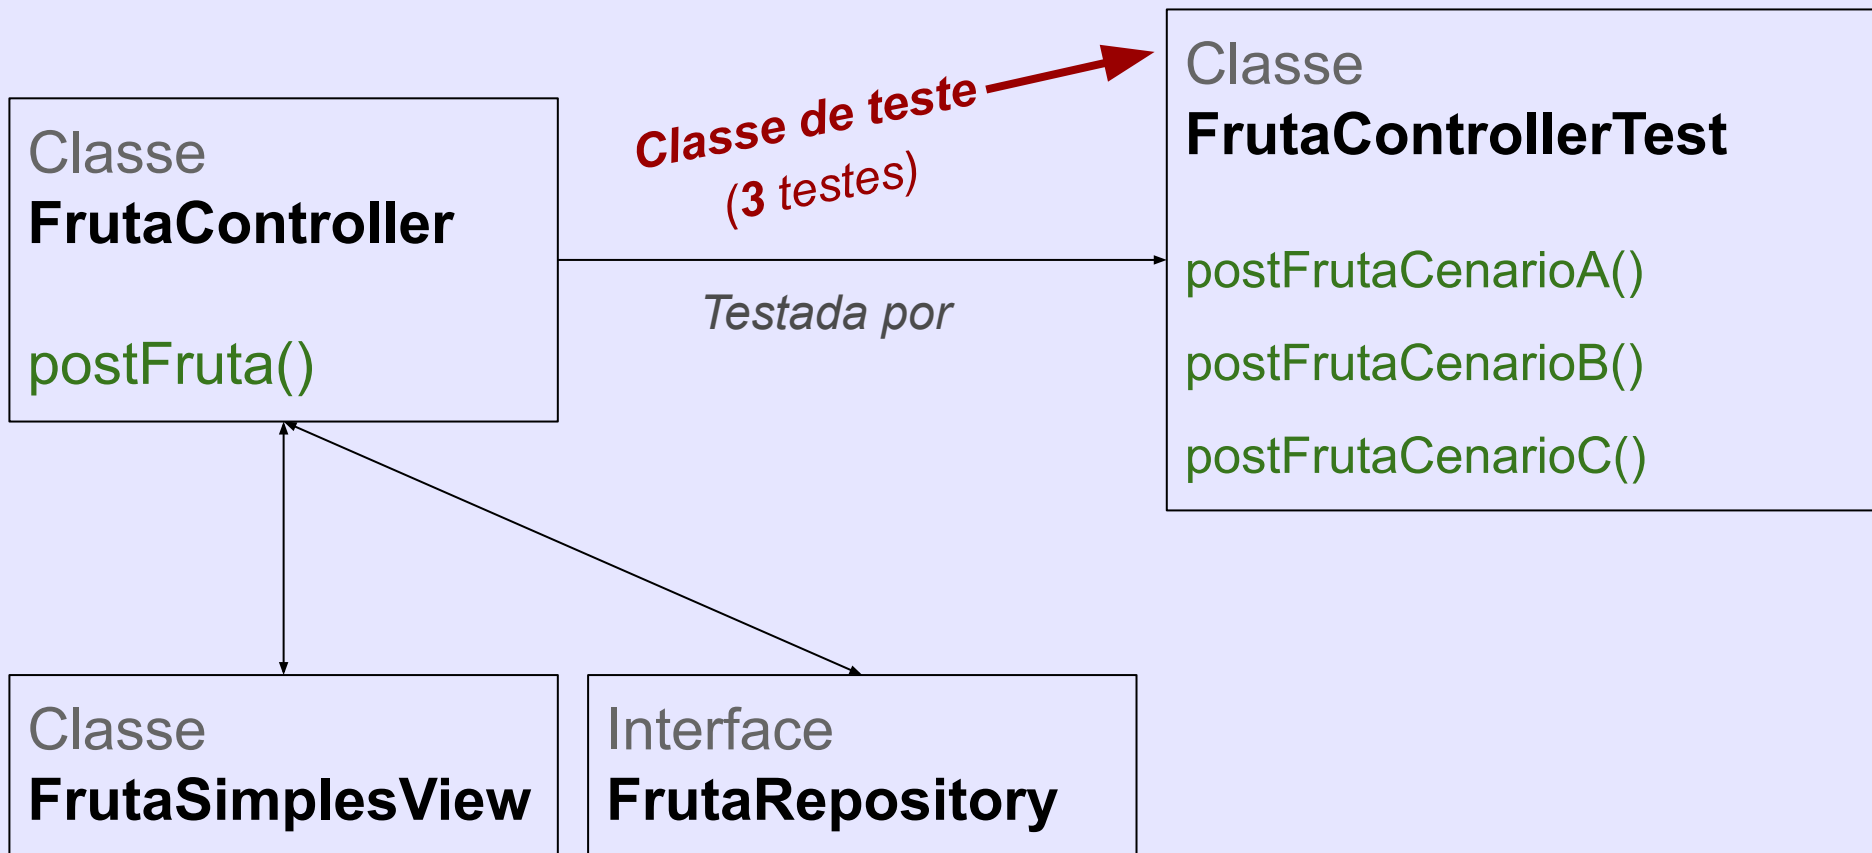 Classe
FrutaController
postFruta()
Classe de teste
(3 testes)
Testada por
Classe
FrutaControllerTest
postFrutaCenarioA()
postFrutaCenarioB()
postFrutaCenarioC()
Classe
FrutaSimplesView
Interface
FrutaRepository